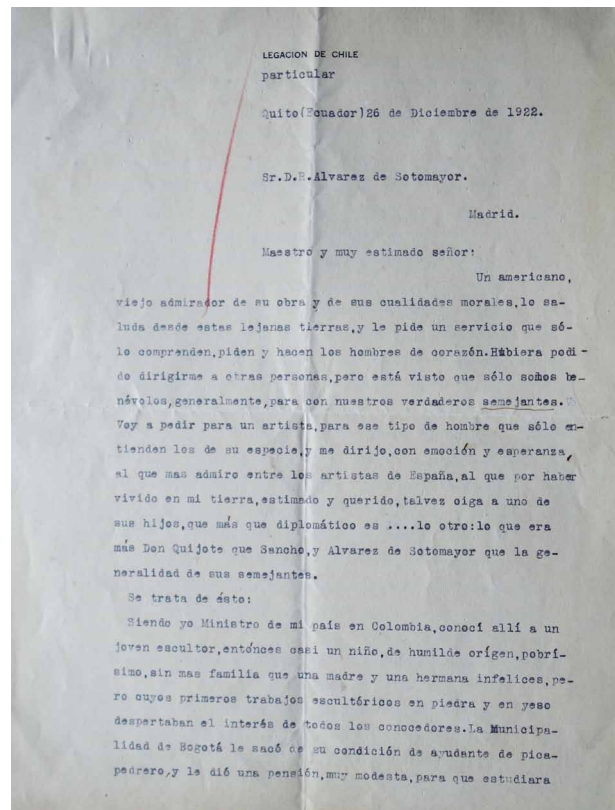 LEGACION DE CHILE
particular
Quito(Ecuador)26 de Diciembre de 1922.
Sr.D.F.Alvarez de Sotomayor.
Madrid.
Maestro y muy estimado señor:
Un americano,
viejo admirador de su obra y de sus cualidades morales,lo sa-
luda desde estas lejanas tierras,y le pide un servicio que só-
lo comprenden,piden y hacen los hombres de corazón.Hubiera podi-
do dirigirme a otras personas,pero está visto que sólo somos be-
névolos,generalmente,para con nuestros verdaderos semejantes.
Voy a pedir para un artista,para ese tipo de hombre que sólo en-
tienden los de su especie,y me dirijo,con emoción y esperanza,
al que mas admiro entre los artistas de España,al que por haber
vivido en mi tierra,estimado y querido,talvez oiga a uno de
sus hijos,que más que diplomático es ....lo otro:lo que era
más Don Quijote que Sancho,y Alvarez de Sotomayor que la ge-
neralidad de sus semejantes.
Se trata de ésto:
Siendo yo Ministro de mi país en Colombia,conocí allí a un
joven escultor,entónces casi un niño,de humilde orígen,pobrí-
simo,sin mas familia que una madre y una hermana infelices,pe-
ro cuyos primeros trabajos escultóricos en piedra y en yeso
despertaban el interés de todos los conocedores.La Municipa-
lidad de Bogotá le sacó de su condición de ayudante de pica-
pedrero,y le dió una pensión,muy modesta,para que estudiara